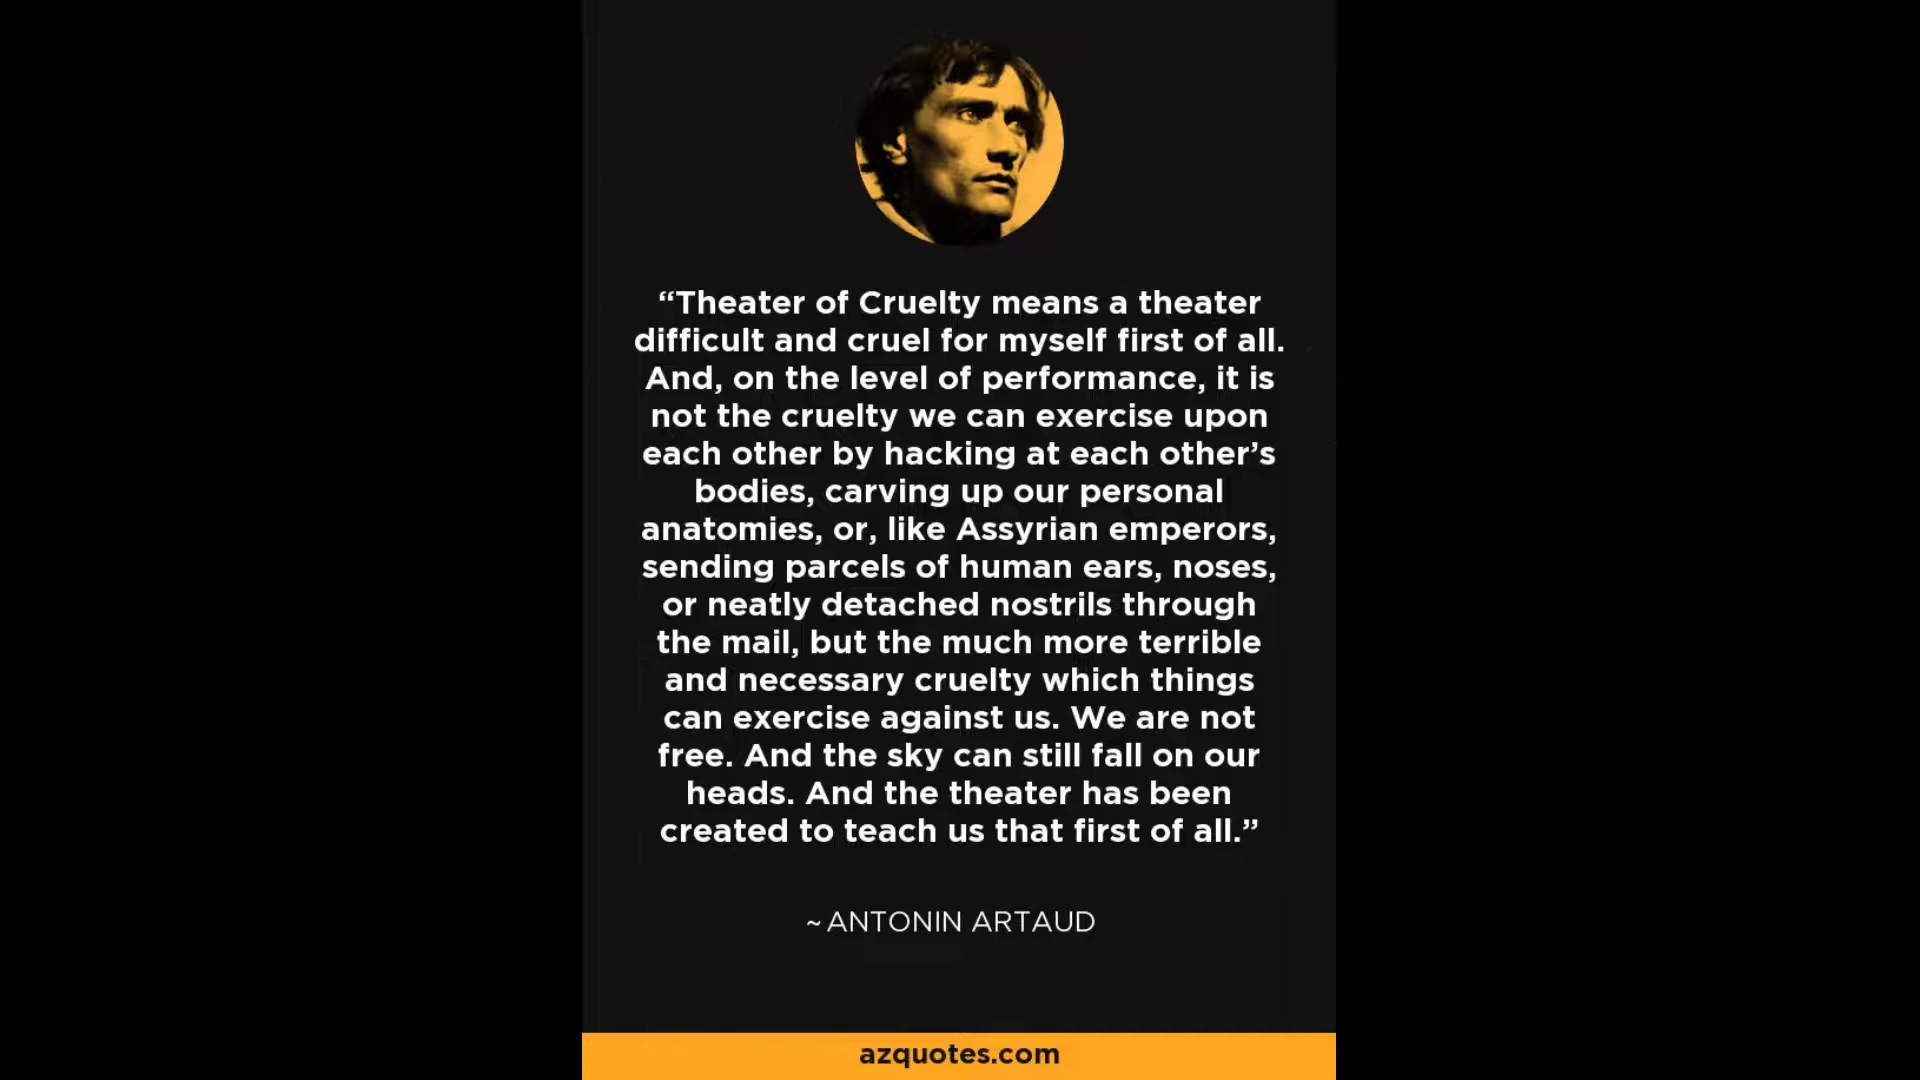 “Theater of Cruelty means a theater
difficult and cruel for myself first of all.
And, on the level of performance, it is
not the cruelty we can exercise upon
each other by hacking at each other’s
bodies, carving up our personal
anatomies, or, like Assyrian emperors,
sending parcels of human ears, noses,
or neatly detached nostrils through
the mail, but the much more terrible
and necessary cruelty which things
can exercise against us. We are not
free. And the sky can still fall on our
heads. And the theater has been
created to teach us that first of all.”
~ ANTONIN ARTAUD
azquotes.com